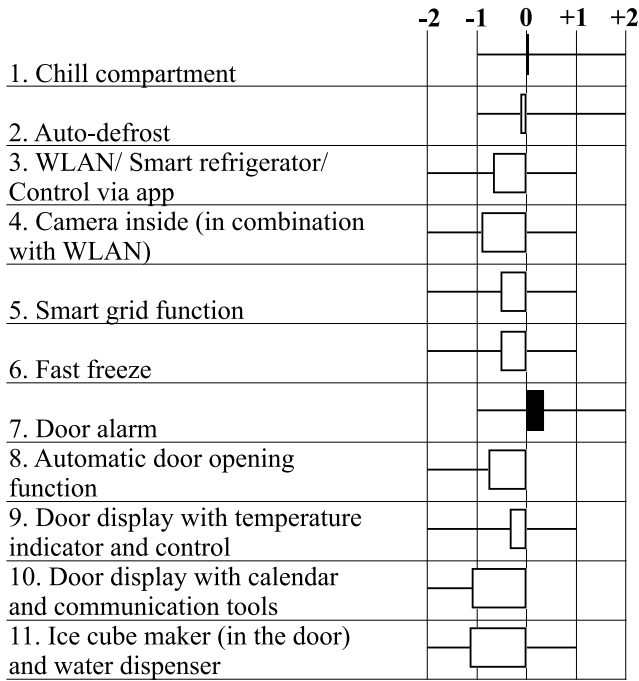 -2 -1 0 +1 +2
1. Chill compartment
2. Auto-defrost
3. WLAN/ Smart refrigerator/
Control via app
4. Camera inside (in combination
with WLAN)
5. Smart grid function
6. Fast freeze
7. Door alarm
8. Automatic door opening
function
9. Door display with temperature
indicator and control
10. Door display with calendar
and communication tools
11. Ice cube maker (in the door)
and water dispenser